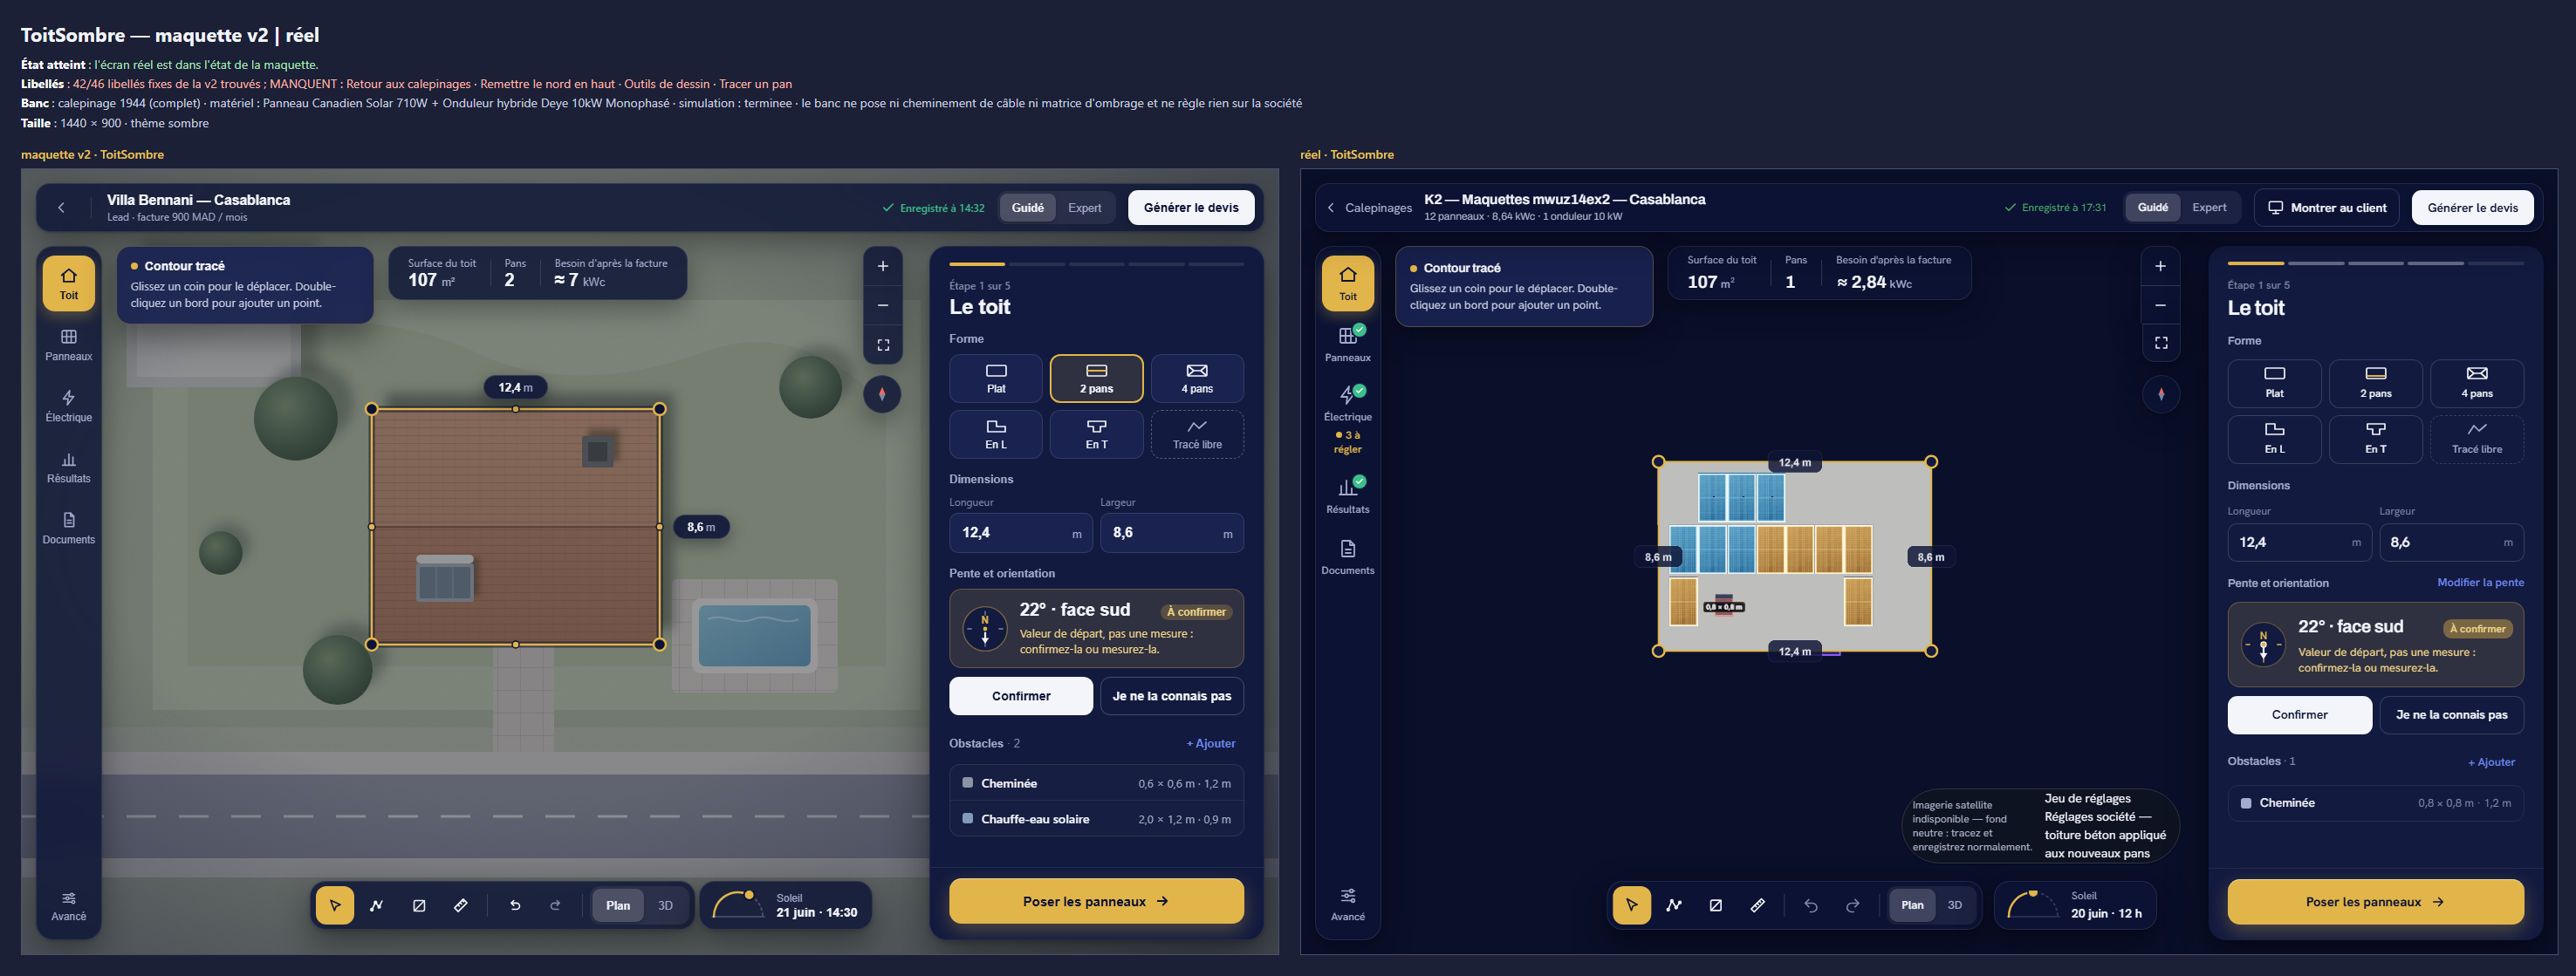 ToitSombre — maquette v2 | réel
État atteint : l'écran réel est dans l'état de la maquette.
Libellés : 42/46 libellés fixes de la v2 trouvés ; MANQUENT : Retour aux calepinages · Remettre le nord en haut · Outils de dessin · Tracer un pan
Banc : calepinage 1944 (complet) · matériel : Panneau Canadien Solar 710W + Onduleur hybride Deye 10kW Monophasé · simulation : terminee · le banc ne pose ni cheminement de câble ni matrice d'ombrage et ne règle rien sur la société
Taille : 1440 × 900 · thème sombre
maquette v2 · ToitSombre
Villa Bennani — Casablanca
Lead · facture 900 MAD / mois
Enregistré à 14:32
Guidé
Expert
Générer le devis
Toit
Panneaux
Électrique
Résultats
Documents
Avancé
Contour tracé
Glissez un coin pour le déplacer. Double-
cliquez un bord pour ajouter un point.
Surface du toit
107 m²
Pans
2
Besoin d'après la facture
≈ 7 kWc
12,4 m
8,6 m
Étape 1 sur 5
Le toit
Forme
Plat
2 pans
4 pans
En L
En T
Tracé libre
Dimensions
Longueur
Largeur
12,4 m
8,6 m
Pente et orientation
N
22° · face sud
À confirmer
Valeur de départ, pas une mesure :
confirmez-la ou mesurez-la.
Confirmer
Je ne la connais pas
Obstacles · 2
+ Ajouter
Cheminée
0,6 × 0,6 m · 1,2 m
Chauffe-eau solaire
2,0 × 1,2 m · 0,9 m
Poser les panneaux
Plan
3D
Soleil
21 juin · 14:30
réel · ToitSombre
Calepinages
K2 — Maquettes mwuz14ex2 — Casablanca
12 panneaux · 8,64 kWc · 1 onduleur 10 kW
Enregistré à 17:31
Guidé
Expert
Montrer au client
Générer le devis
Toit
Panneaux
Électrique
3 à
régler
Résultats
Documents
Avancé
Contour tracé
Glissez un coin pour le déplacer. Double-
cliquez un bord pour ajouter un point.
Surface du toit
107 m²
Pans
1
Besoin d'après la facture
≈ 2,84 kWc
12,4 m
8,6 m
8,6 m
0,8 × 0,8 m
12,4 m
Imagerie satellite
indisponible — fond
neutre : tracez et
enregistrez normalement.
Jeu de réglages
Réglages société —
toiture béton appliqué
aux nouveaux pans
Plan
3D
Soleil
20 juin · 12 h
Étape 1 sur 5
Le toit
Forme
Plat
2 pans
4 pans
En L
En T
Tracé libre
Dimensions
Longueur
Largeur
12,4 m
8,6 m
Pente et orientation
Modifier la pente
N
22° · face sud
À confirmer
Valeur de départ, pas une mesure :
confirmez-la ou mesurez-la.
Confirmer
Je ne la connais pas
Obstacles · 1
+ Ajouter
Cheminée
0,8 × 0,8 m · 1,2 m
Poser les panneaux